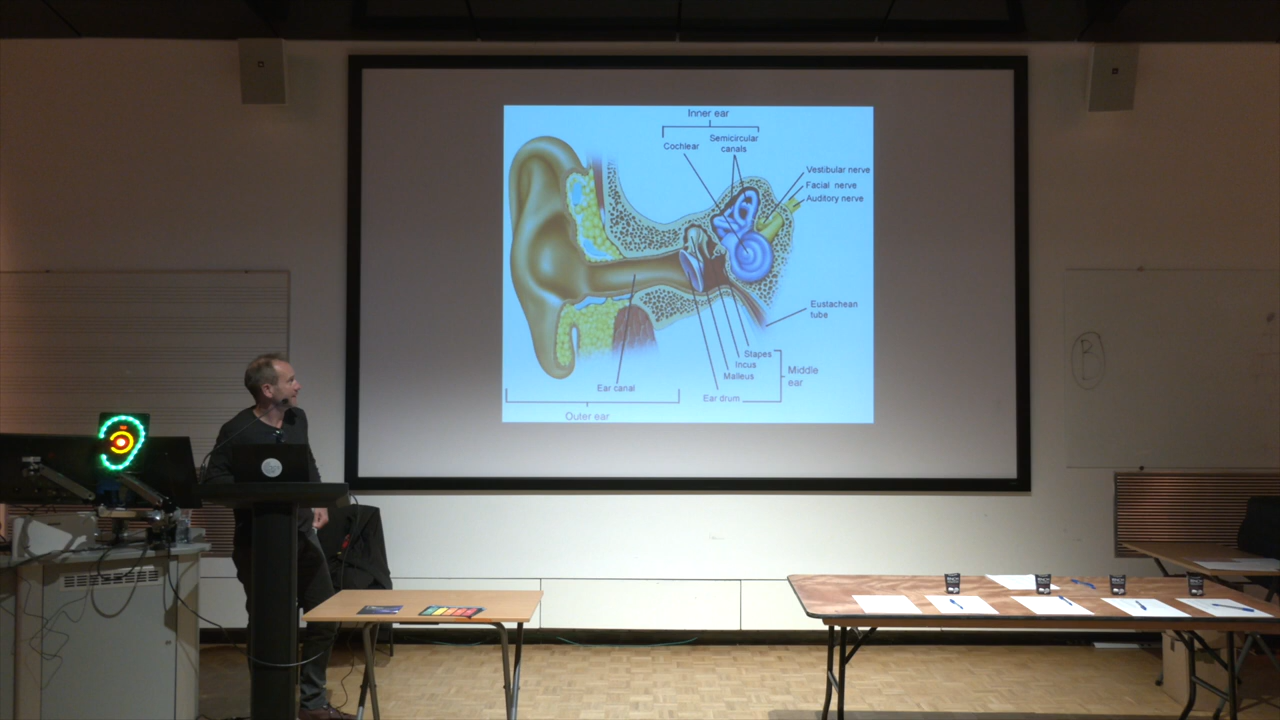 Inner ear
Cochlear
Semicircular
canals
Vestibular nerve
Facial nerve
Auditory nerve
Eustachean
tube
Stapes
Incus
Malleus
Ear drum
Middle
ear
Ear canal
Outer ear
B